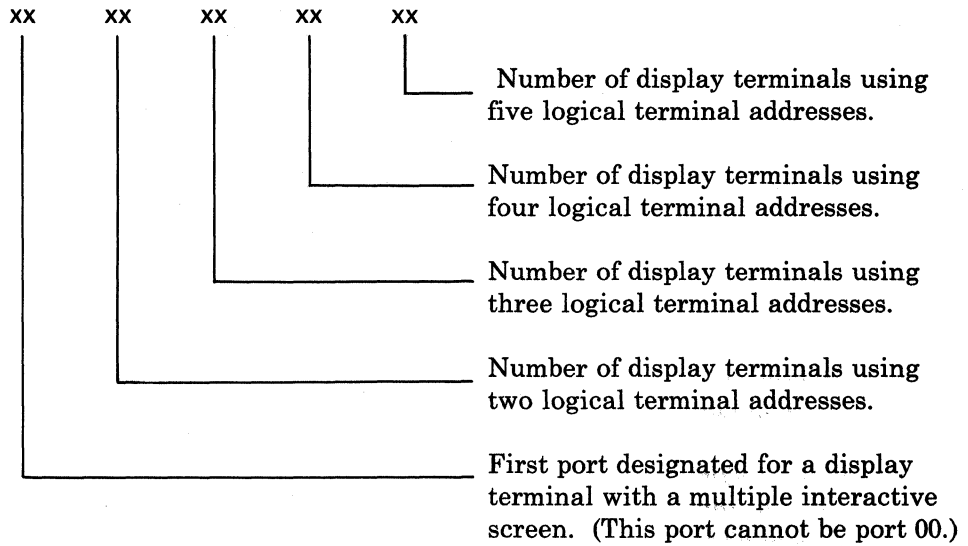 xx xx xx xx xx
Number of display terminals using
five logical terminal addresses.
Number of display terminals using
four logical terminal addresses.
Number of display terminals using
three logical terminal addresses.
Number of display terminals using
two logical terminal addresses.
First port designated for a display
terminal with a multiple interactive
screen. (This port cannot be port 00.)